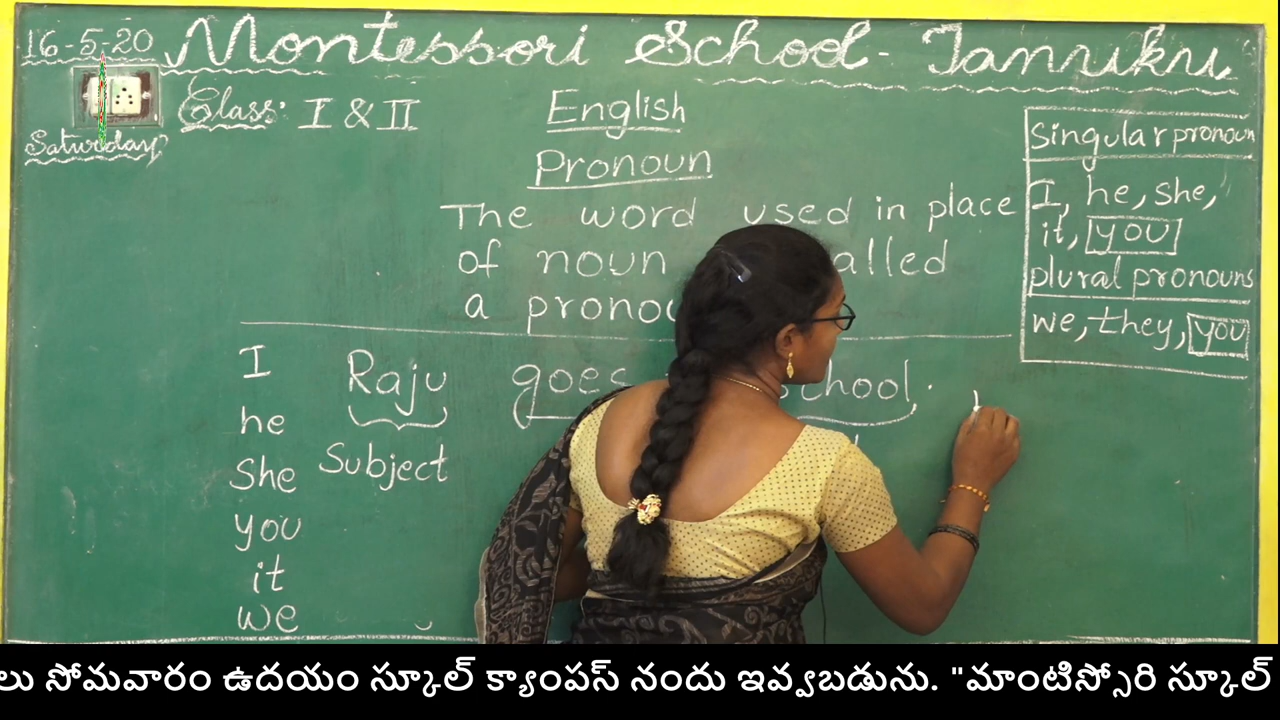 16-5-20 Montessori School - Tanuku
Saturday
Class: I & II
English
Pronoun
The word used in place
of noun alled
a pronou
Singular pronoun
I, he, she,
it, you
plural pronouns
we, they, you
I
he
She
you
it
we
Raju goes school.
Subject
లు సోమవారం ఉదయం స్కూల్ క్యాంపస్ నందు ఇవ్వబడును. "మాంటిస్సోరి స్కూల్